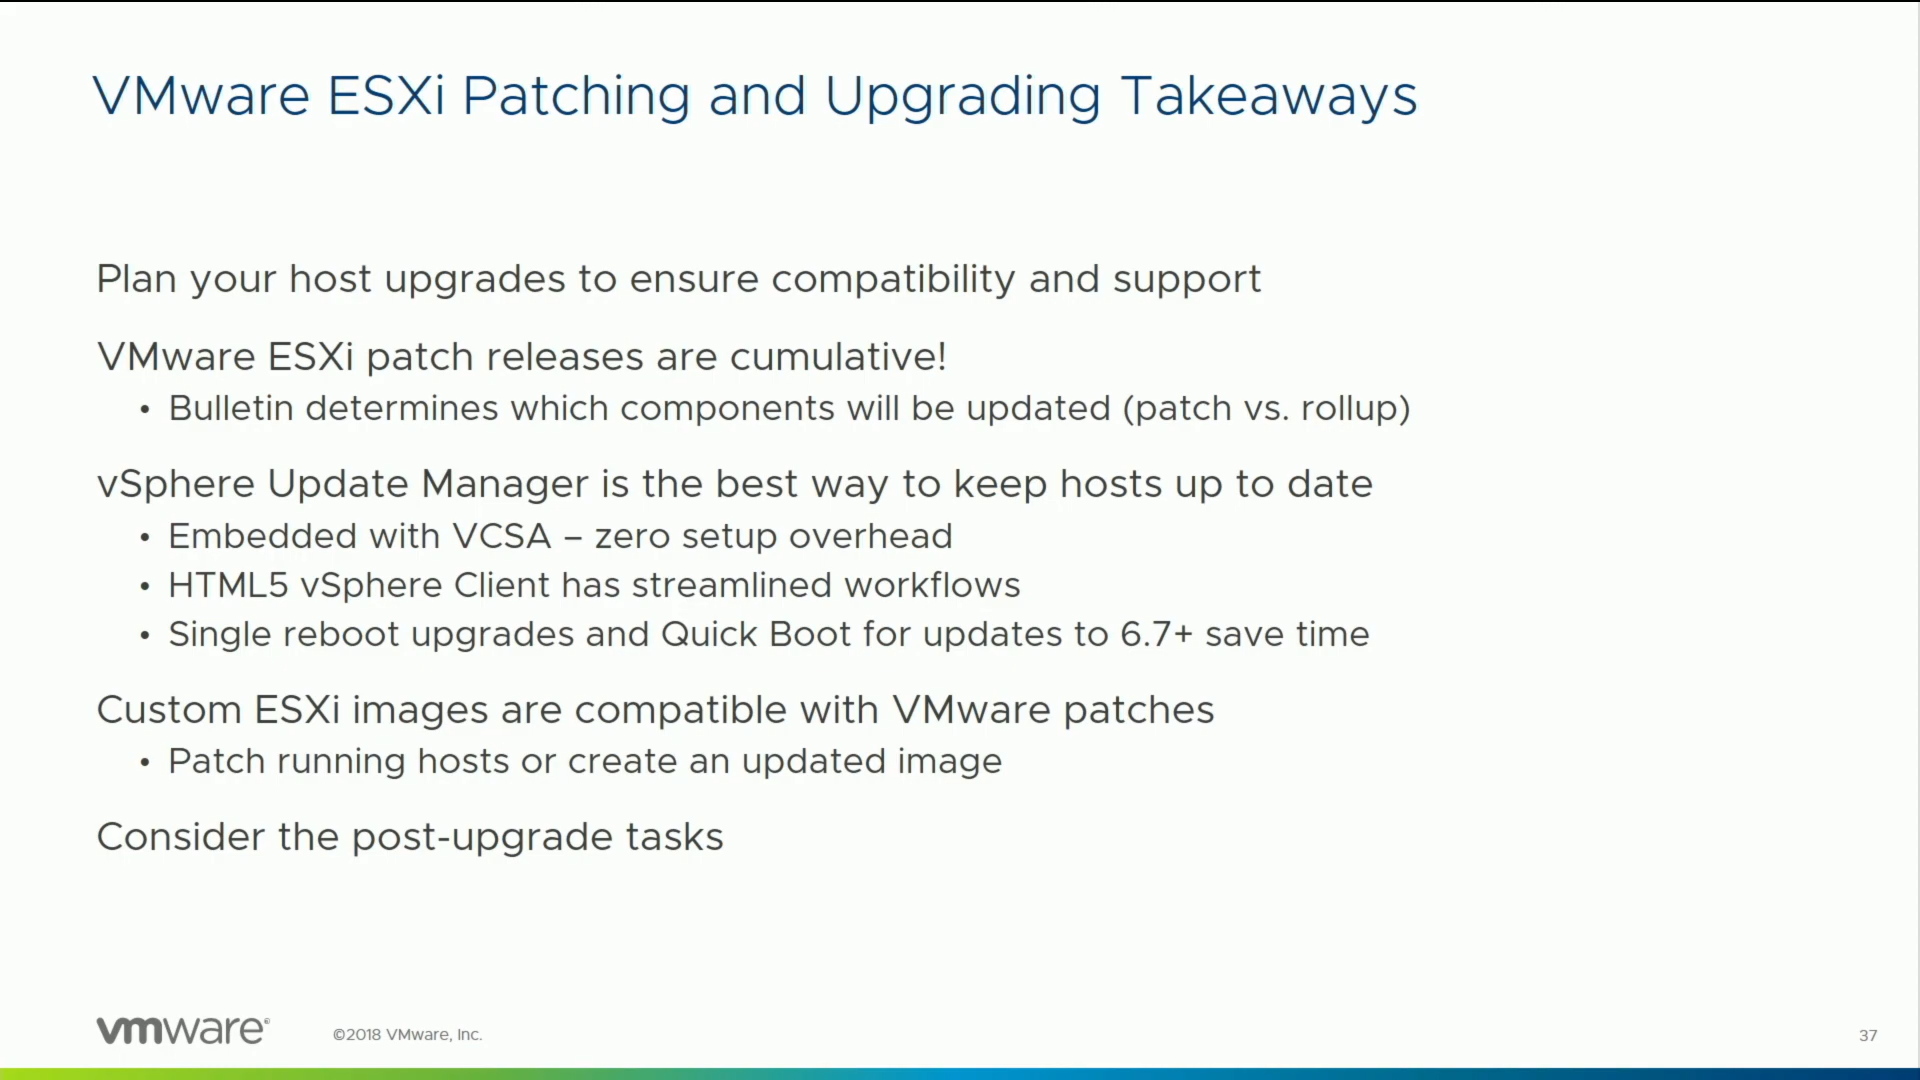 VMware ESXi Patching and Upgrading Takeaways
Plan your host upgrades to ensure compatibility and support
VMware ESXi patch releases are cumulative!
• Bulletin determines which components will be updated (patch vs. rollup)
vSphere Update Manager is the best way to keep hosts up to date
• Embedded with VCSA – zero setup overhead
• HTML5 vSphere Client has streamlined workflows
• Single reboot upgrades and Quick Boot for updates to 6.7+ save time
Custom ESXi images are compatible with VMware patches
• Patch running hosts or create an updated image
Consider the post-upgrade tasks
vmware®
©2018 VMware, Inc.
37